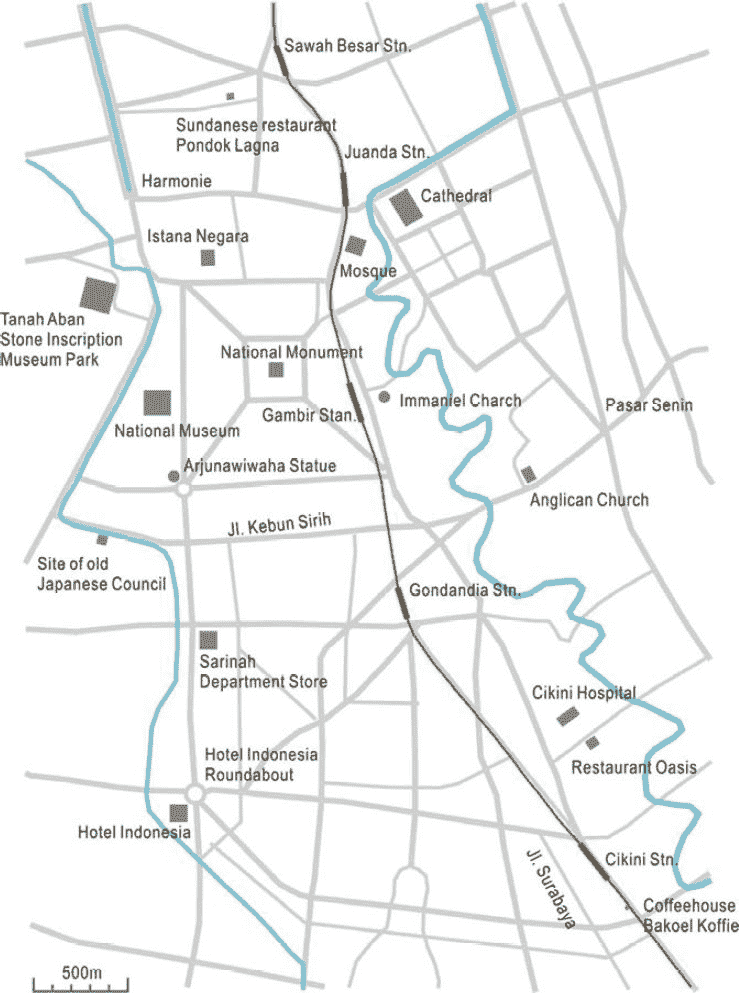 Sawah Besar Stn.
Sundanese restaurant
Pondok Lagna
Juanda Stn.
Harmonie
Cathedral
Istana Negara
Mosque
Tanah Aban
Stone Inscription
Museum Park
National Monument
Immaniel Charch
Pasar Senin
Gambir Stan.
National Museum
Arjunawiwaha Statue
Anglican Church
Jl. Kebun Sirih
Site of old
Japanese Council
Gondandia Stn.
Sarinah
Department Store
Cikini Hospital
Hotel Indonesia
Roundabout
Restaurant Oasis
Hotel Indonesia
Jl. Surabaya
Cikini Stn.
Coffeehouse
Bakoel Koffie
500m